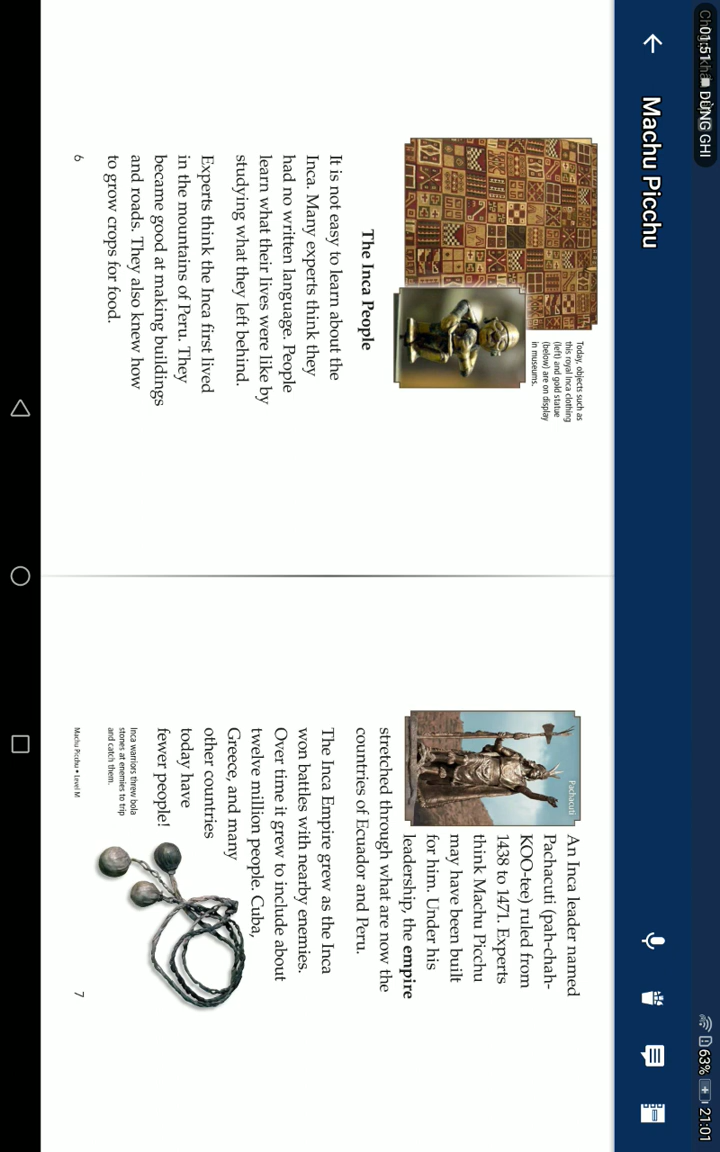 01:51 ■ DỪNG GHI
63% 21:01
Machu Picchu
Today, objects such as
this royal Inca clothing
(left) and gold statue
(below) are on display
in museums.
The Inca People
It is not easy to learn about the
Inca. Many experts think they
had no written language. People
learn what their lives were like by
studying what they left behind.
Experts think the Inca first lived
in the mountains of Peru. They
became good at making buildings
and roads. They also knew how
to grow crops for food.
6
Pachacuti
An Inca leader named
Pachacuti (pah-chah-
KOO-tee) ruled from
1438 to 1471. Experts
think Machu Picchu
may have been built
for him. Under his
leadership, the empire
stretched through what are now the
countries of Ecuador and Peru.
The Inca Empire grew as the Inca
won battles with nearby enemies.
Over time it grew to include about
twelve million people. Cuba,
Greece, and many
other countries
today have
fewer people!
Inca warriors threw bola
stones at enemies to trip
and catch them.
Machu Picchu • Level M
7